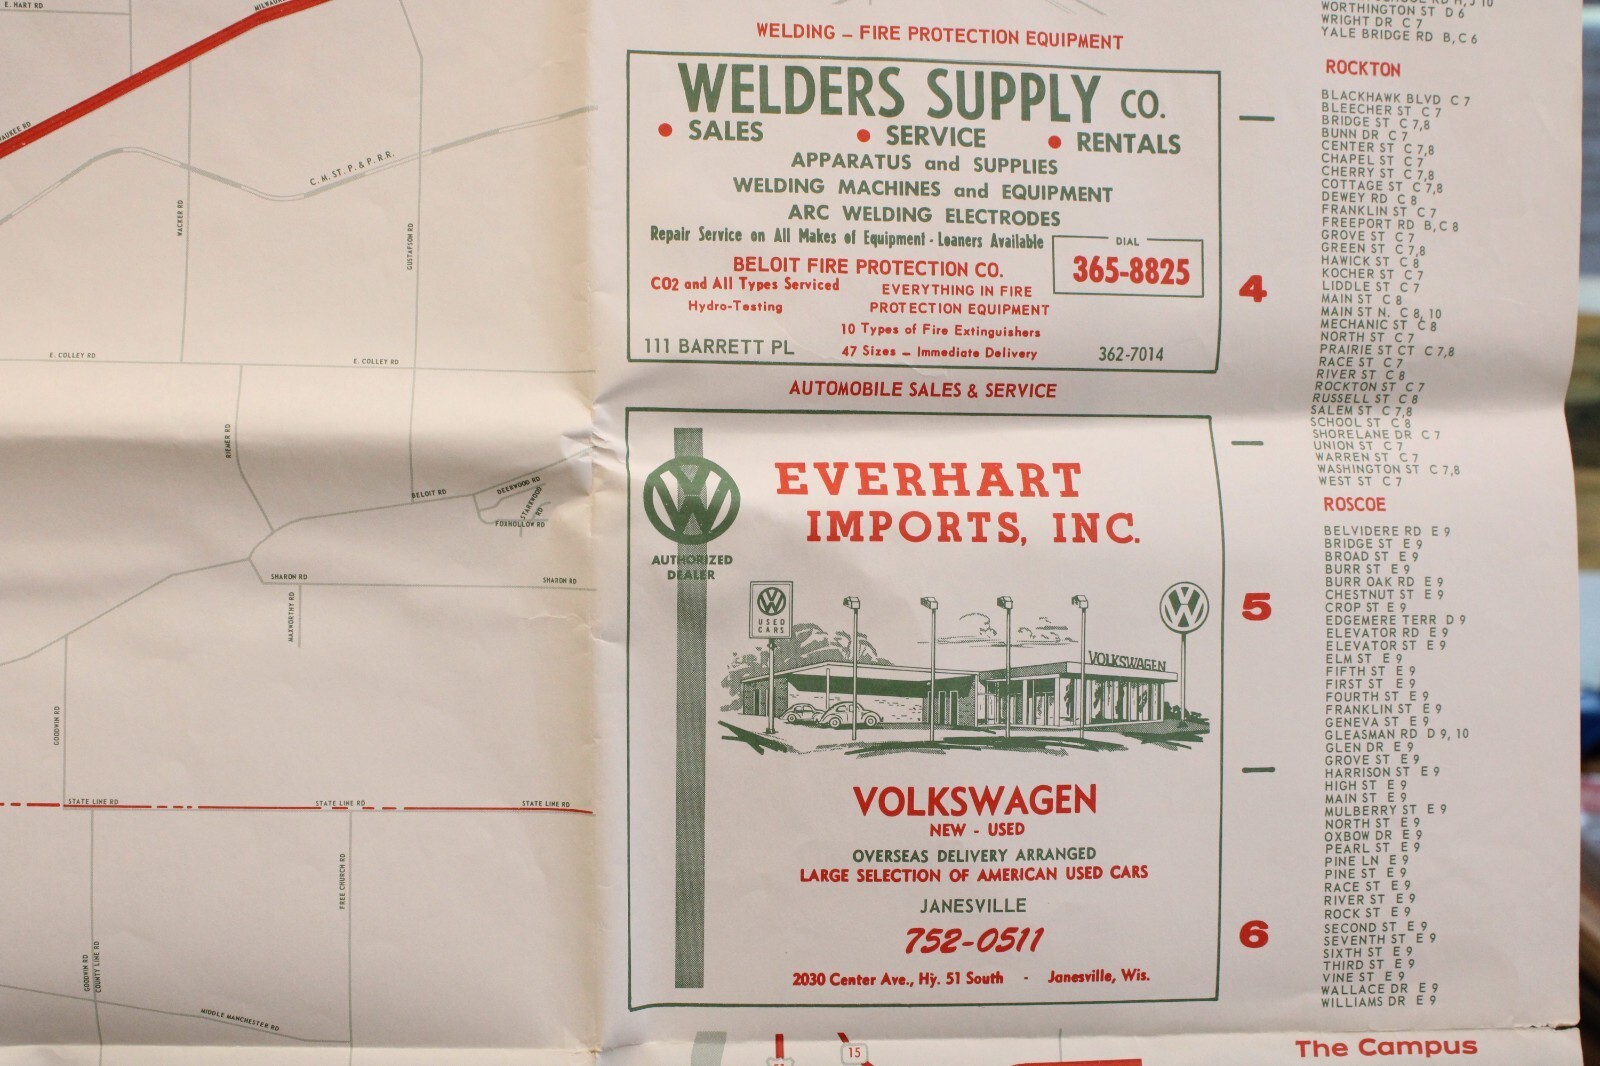 E. HART RD
MILWAU
AUKEE RD
C. M. ST. P. & P. R.R.
WACKER RD
GUSTAFSON RD
E. COLLEY RD
E. COLLEY RD
RIEMER RD
BELOIT RD
DEERWOOD RD
STARKWOOD RD
FOXHOLLOW RD
SHARON RD
SHARON RD
MAXWORTHY RD
GOODWIN RD
STATE LINE RD
STATE LINE RD
STATE LINE RD
FREE CHURCH RD
GOODWIN RD
COUNTY LINE RD
MIDDLE MANCHESTER RD
WELDING – FIRE PROTECTION EQUIPMENT
WELDERS SUPPLY CO.
• SALES • SERVICE • RENTALS
APPARATUS and SUPPLIES
WELDING MACHINES and EQUIPMENT
ARC WELDING ELECTRODES
Repair Service on All Makes of Equipment - Loaners Available
DIAL
365-8825
BELOIT FIRE PROTECTION CO.
CO2 and All Types Serviced
Hydro-Testing
EVERYTHING IN FIRE
PROTECTION EQUIPMENT
10 Types of Fire Extinguishers
47 Sizes – Immediate Delivery
111 BARRETT PL
362-7014
AUTOMOBILE SALES & SERVICE
VW
AUTHORIZED
DEALER
EVERHART
IMPORTS, INC.
VW
USED
CARS
VOLKSWAGEN
VW
VOLKSWAGEN
NEW - USED
OVERSEAS DELIVERY ARRANGED
LARGE SELECTION OF AMERICAN USED CARS
JANESVILLE
752-0511
2030 Center Ave., Hy. 51 South - Janesville, Wis.
15
4
5
6
WORTHINGTON ST D 6
WRIGHT DR C 7
YALE BRIDGE RD B, C 6
ROCKTON
BLACKHAWK BLVD C 7
BLEECHER ST C 7
BRIDGE ST C 7,8
BUNN DR C 7
CENTER ST C 7,8
CHAPEL ST C 7
CHERRY ST C 7,8
COTTAGE ST C 7,8
DEWEY RD C 8
FRANKLIN ST C 7
FREEPORT RD B, C 8
GROVE ST C 7
GREEN ST C 7,8
HAWICK ST C 8
KOCHER ST C 7
LIDDLE ST C 7
MAIN ST C 8
MAIN ST N. C 8, 10
MECHANIC ST C 8
NORTH ST C 7
PRAIRIE ST CT C 7,8
RACE ST C 7
RIVER ST C 8
ROCKTON ST C 7
RUSSELL ST C 8
SALEM ST C 7,8
SCHOOL ST C 8
SHORELANE DR C 7
UNION ST C 7
WARREN ST C 7
WASHINGTON ST C 7,8
WEST ST C 7
ROSCOE
BELVIDERE RD E 9
BRIDGE ST E 9
BROAD ST E 9
BURR ST E 9
BURR OAK RD E 9
CHESTNUT ST E 9
CROP ST E 9
EDGEMERE TERR D 9
ELEVATOR RD E 9
ELEVATOR ST E 9
ELM ST E 9
FIFTH ST E 9
FIRST ST E 9
FOURTH ST E 9
FRANKLIN ST E 9
GENEVA ST E 9
GLEASMAN RD D 9, 10
GLEN DR E 9
GROVE ST E 9
HARRISON ST E 9
HIGH ST E 9
MAIN ST E 9
MULBERRY ST E 9
NORTH ST E 9
OXBOW DR E 9
PEARL ST E 9
PINE LN E 9
PINE ST E 9
RACE ST E 9
RIVER ST E 9
ROCK ST E 9
SECOND ST E 9
SEVENTH ST E 9
SIXTH ST E 9
THIRD ST E 9
VINE ST E 9
WALLACE DR E 9
WILLIAMS DR E 9
The Campus